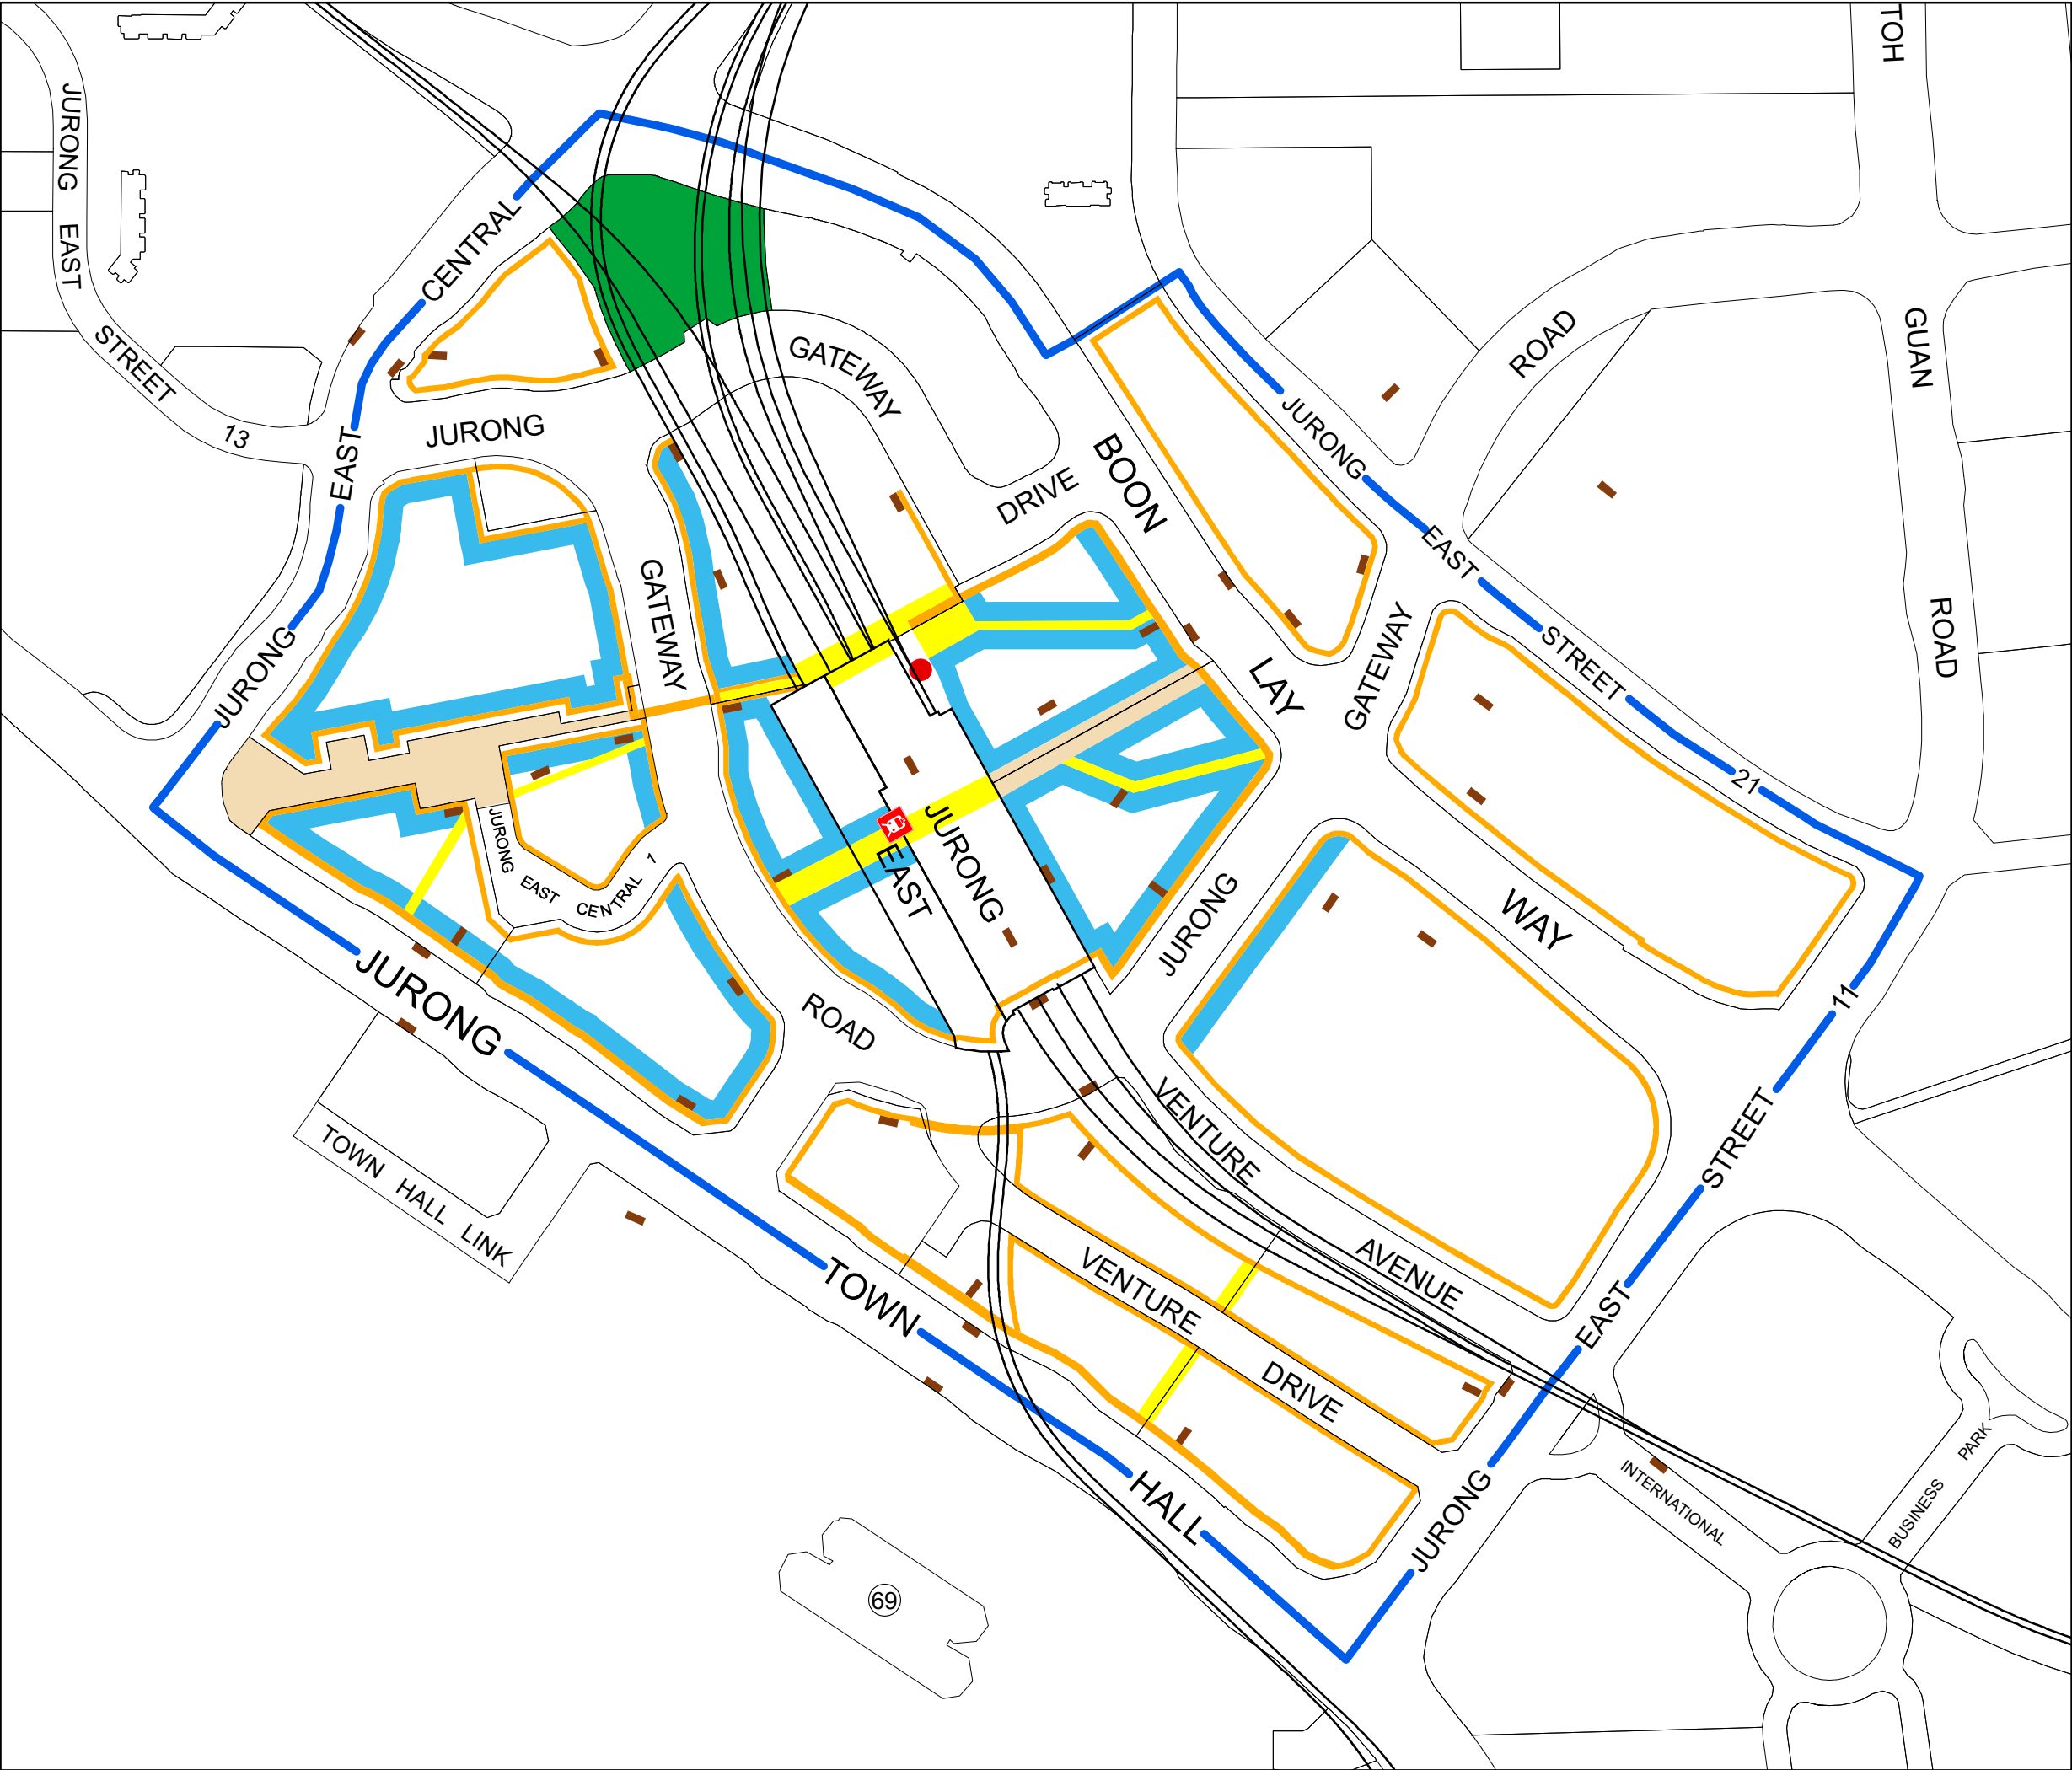 TOH
GUAN
ROAD
JURONG EAST
STREET
13
JURONG
EAST
CENTRAL
JURONG
GATEWAY
ROAD
GATEWAY
DRIVE
BOON
LAY
WAY
ROAD
JURONG
EAST
STREET
21
GATEWAY
JURONG
JURONG
EAST
JURONG
EAST
CENTRAL
1
JURONG
TOWN
HALL
TOWN HALL LINK
VENTURE
AVENUE
VENTURE
DRIVE
JURONG
EAST
STREET
11
INTERNATIONAL
BUSINESS PARK
69